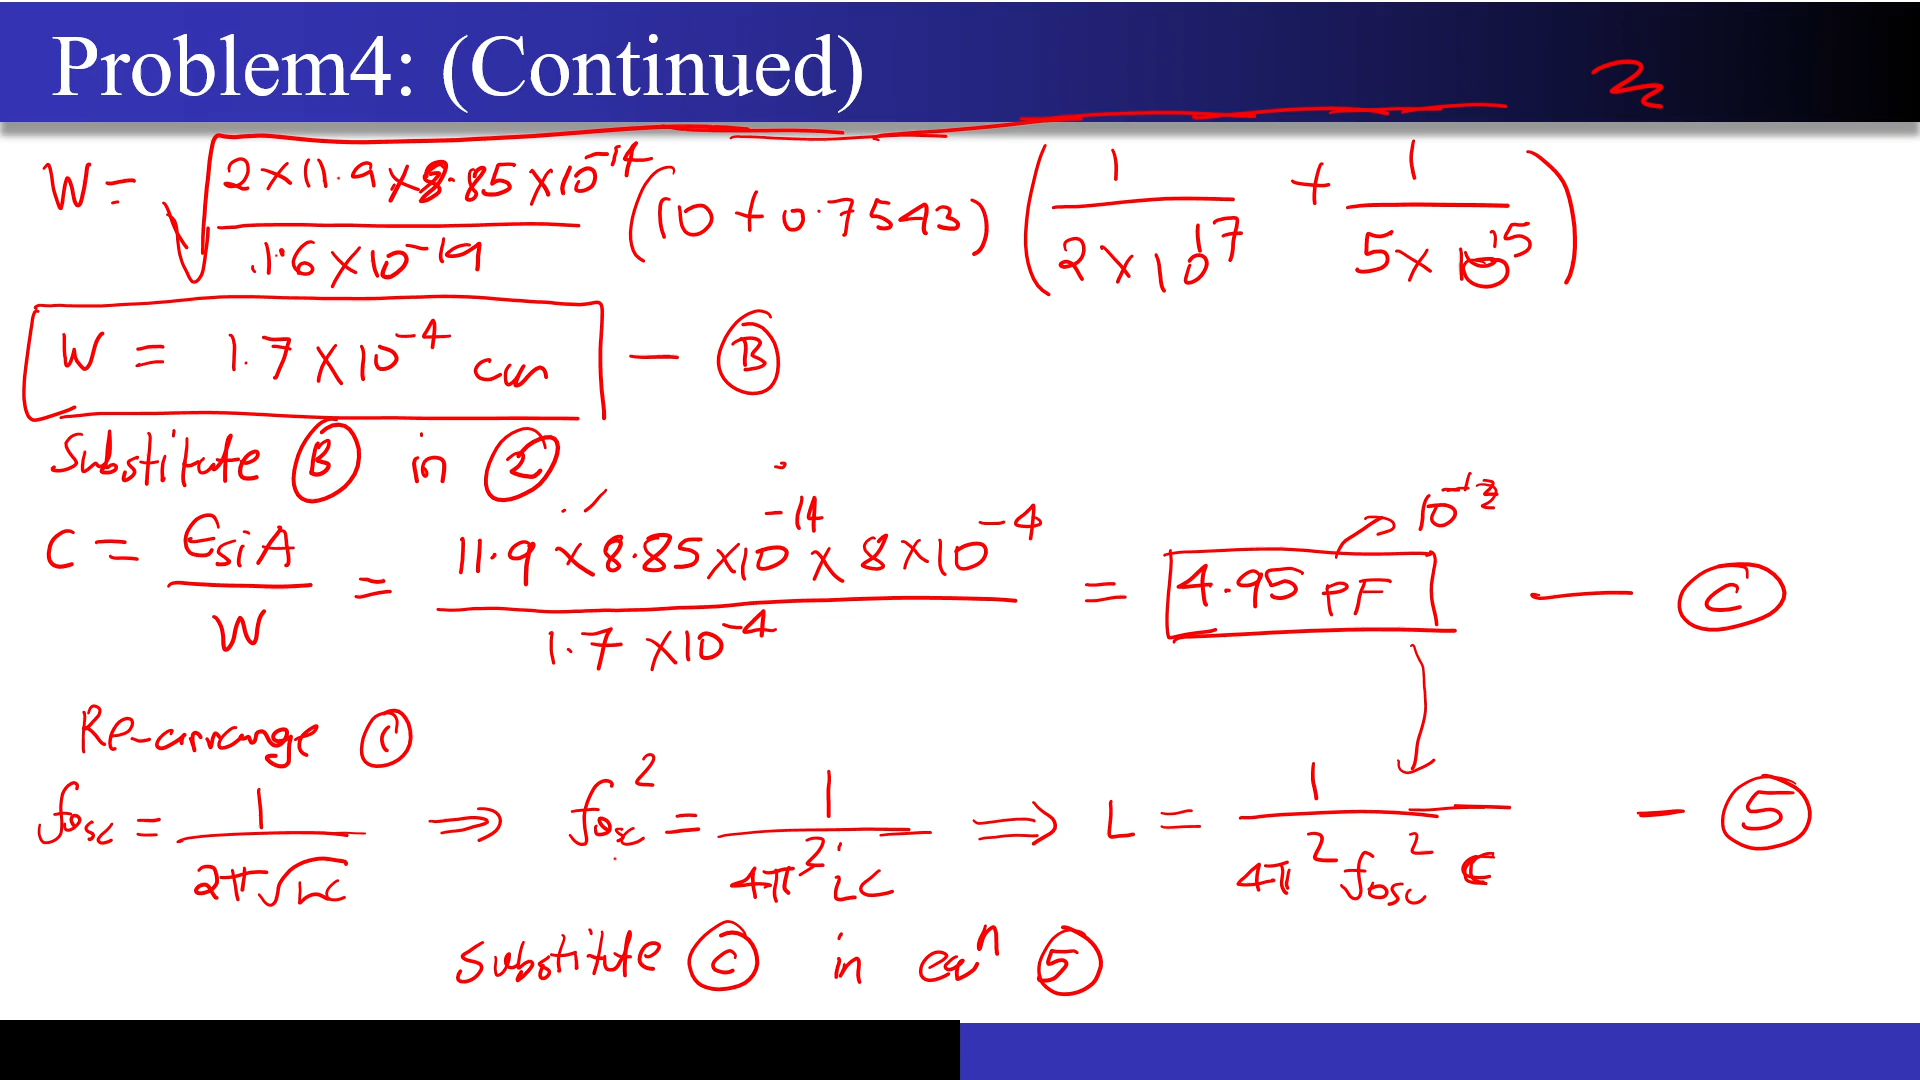 Problem4: (Continued)
W = √(2 × 11.9 × 8.85 × 10^-14 / 1.6 × 10^-19) (10 + 0.7543) (1 / 2 × 10^17 + 1 / 5 × 10^15)
W = 1.7 × 10^-4 cm — (B)
Substitute (B) in (2)
C = ϵsi A / W = 11.9 × 8.85 × 10^-14 × 8 × 10^-4 / 1.7 × 10^-4 = 4.95 pF → 10^-12 — (C)
Re-arrange (1)
fosc = 1 / 2π√LC ⇒ fosc^2 = 1 / 4π^2 LC ⇒ L = 1 / 4π^2 fosc^2 C — (5)
Substitute (C) in eq^n (5)